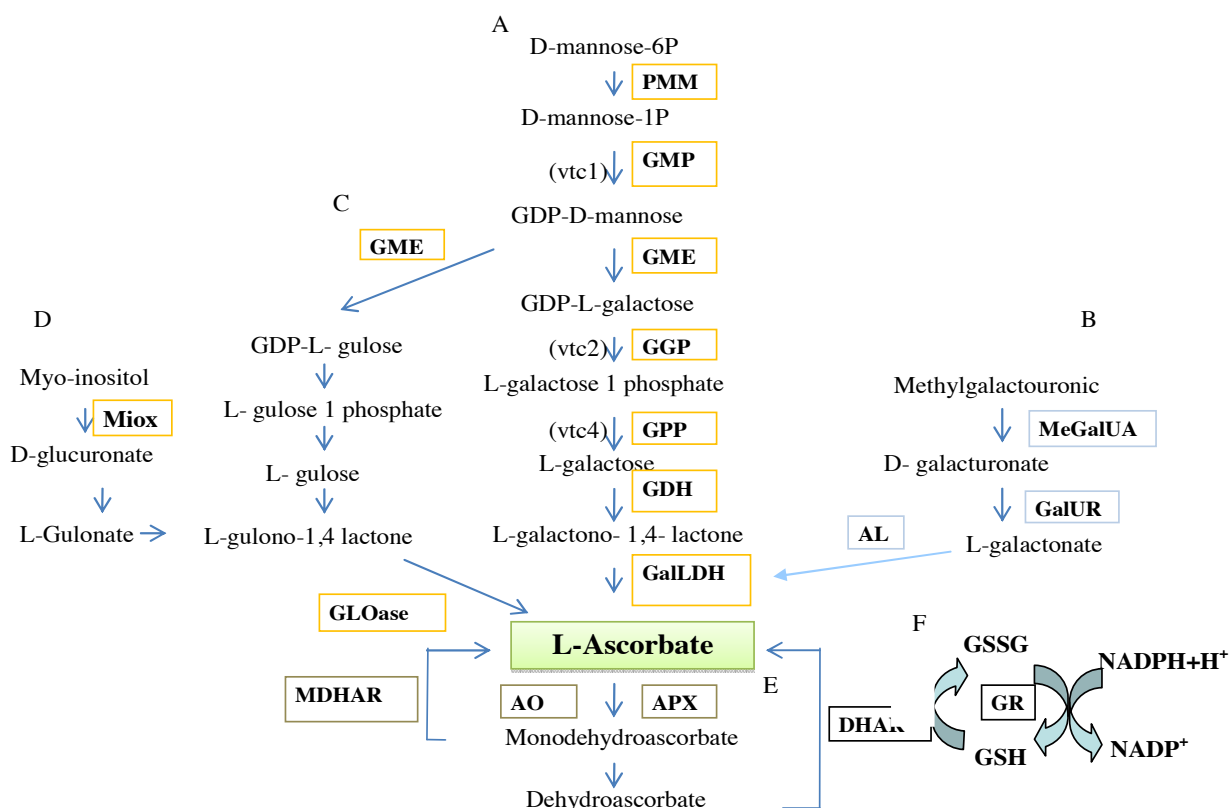 A
D-mannose-6P
PMM
D-mannose-1P
(vtc1)
GMP
C
GDP-D-mannose
GME
GME
GDP-L-galactose
D
B
GDP-L- gulose
(vtc2)
GGP
Myo-inositol
L-galactose 1 phosphate
Methylgalactouronic
Miox
L- gulose 1 phosphate
(vtc4)
GPP
MeGalUA
D-glucuronate
L-galactose
D- galacturonate
L- gulose
GDH
GalUR
L-Gulonate
L-gulono-1,4 lactone
L-galactono- 1,4- lactone
AL
L-galactonate
GalLDH
GLOase
F
L-Ascorbate
GSSG
NADPH+H+
E
MDHAR
AO
APX
GR
DHAR
Monodehydroascorbate
GSH
NADP+
Dehydroascorbate